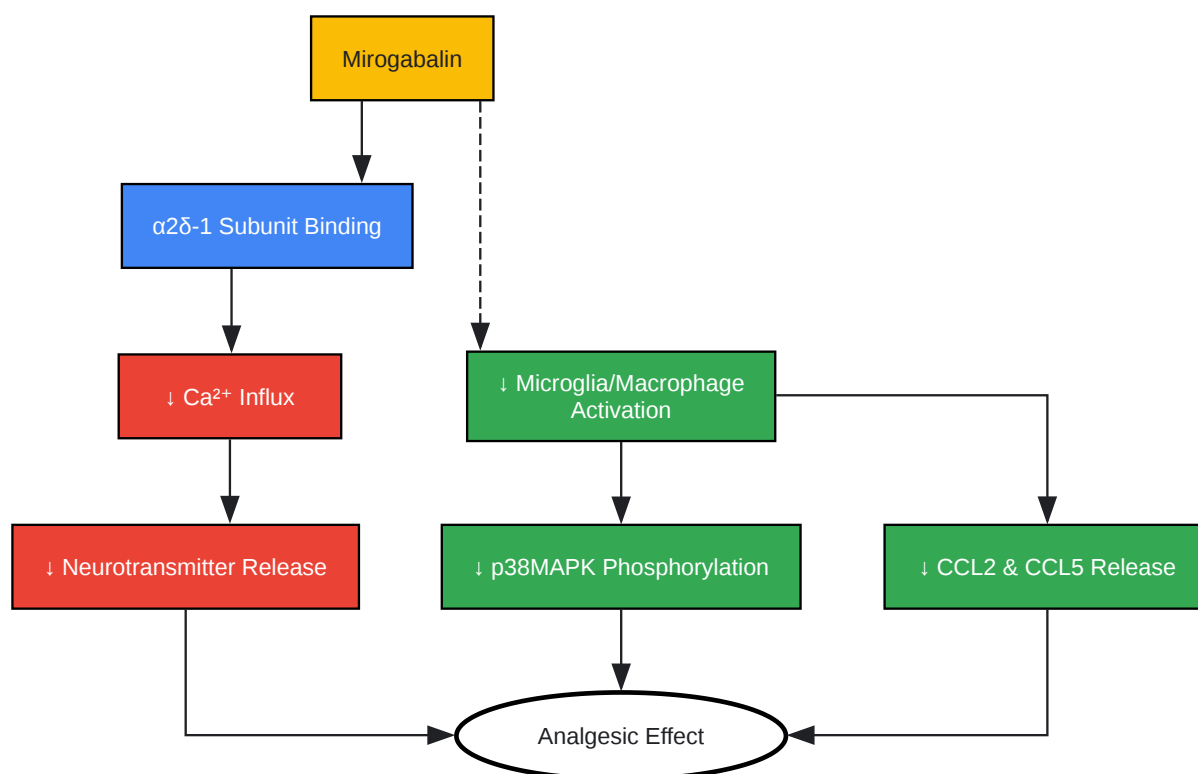 Mirogabalin
α2δ-1 Subunit Binding
↓ Ca²⁺ Influx
↓ Microglia/Macrophage
Activation
↓ Neurotransmitter Release
↓ p38MAPK Phosphorylation
↓ CCL2 & CCL5 Release
Analgesic Effect